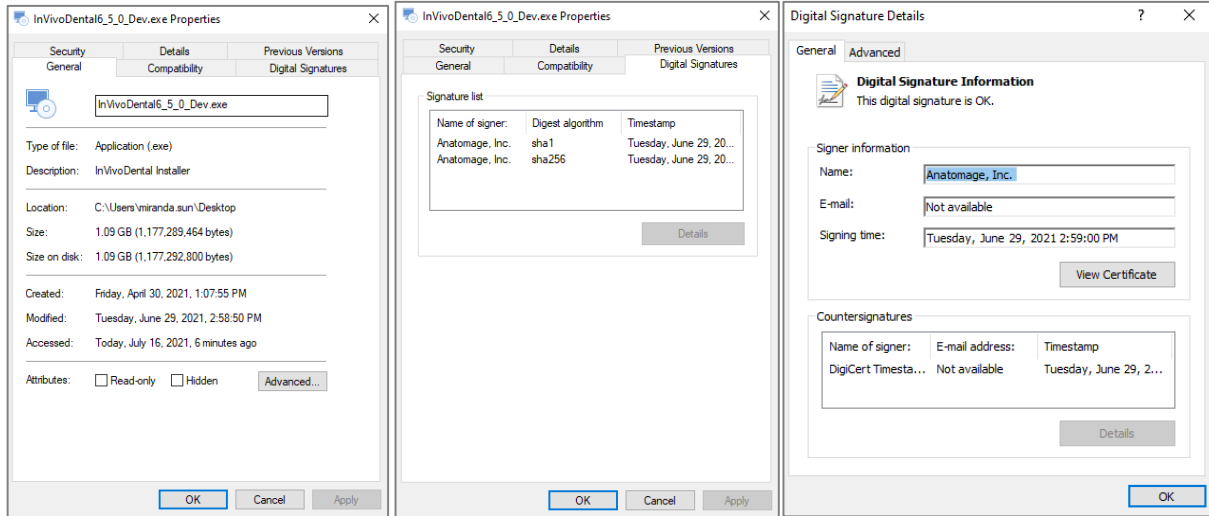 InVivoDental6_5_0_Dev.exe Properties
Security Details Previous Versions
General Compatibility Digital Signatures
InVivoDental6_5_0_Dev.exe
Type of file: Application (.exe)
Description: InVivoDental Installer
Location: C:\Users\miranda.sun\Desktop
Size: 1.09 GB (1,177,289,464 bytes)
Size on disk: 1.09 GB (1,177,292,800 bytes)
Created: Friday, April 30, 2021, 1:07:55 PM
Modified: Tuesday, June 29, 2021, 2:58:50 PM
Accessed: Today, July 16, 2021, 6 minutes ago
Attributes: Read-only Hidden Advanced...
OK Cancel Apply
InVivoDental6_5_0_Dev.exe Properties
Security Details Previous Versions
General Compatibility Digital Signatures
Signature list
Name of signer: Digest algorithm Timestamp
Anatomage, Inc. sha1 Tuesday, June 29, 20...
Anatomage, Inc. sha256 Tuesday, June 29, 20...
Details
OK Cancel Apply
Digital Signature Details ?
General Advanced
Digital Signature Information
This digital signature is OK.
Signer information
Name: Anatomage, Inc.
E-mail: Not available
Signing time: Tuesday, June 29, 2021 2:59:00 PM
View Certificate
Countersignatures
Name of signer: E-mail address: Timestamp
DigiCert Timesta... Not available Tuesday, June 29, 2...
Details
OK